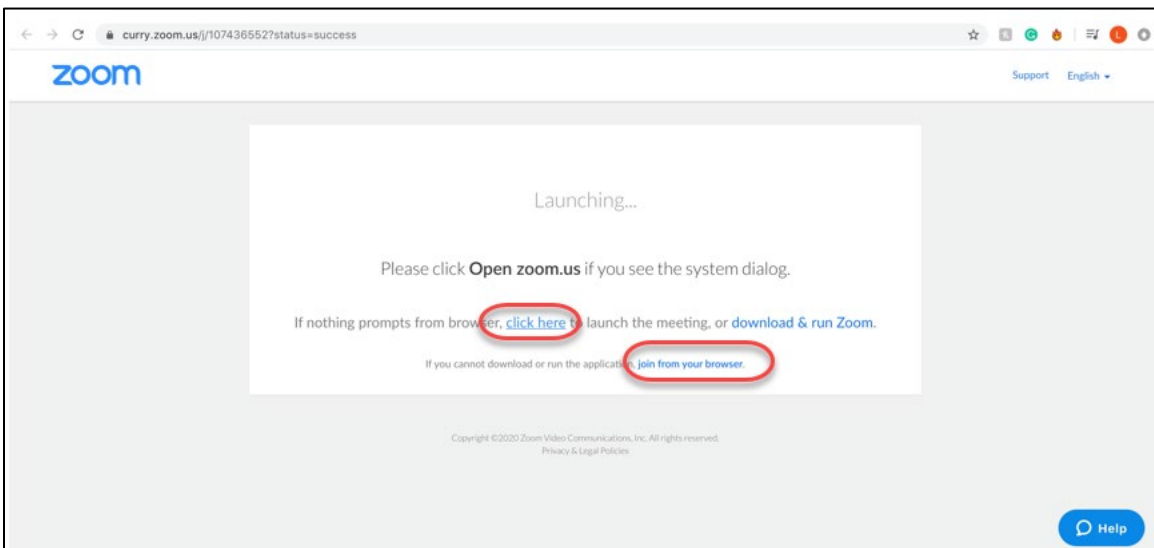 curry.zoom.us/j/107436552?status=success
zoom
Support English
Launching...
Please click Open zoom.us if you see the system dialog.
If nothing prompts from browser, click here to launch the meeting, or download & run Zoom.
If you cannot download or run the application, join from your browser.
Copyright ©2020 Zoom Video Communications, Inc. All rights reserved.
Privacy & Legal Policies
Help